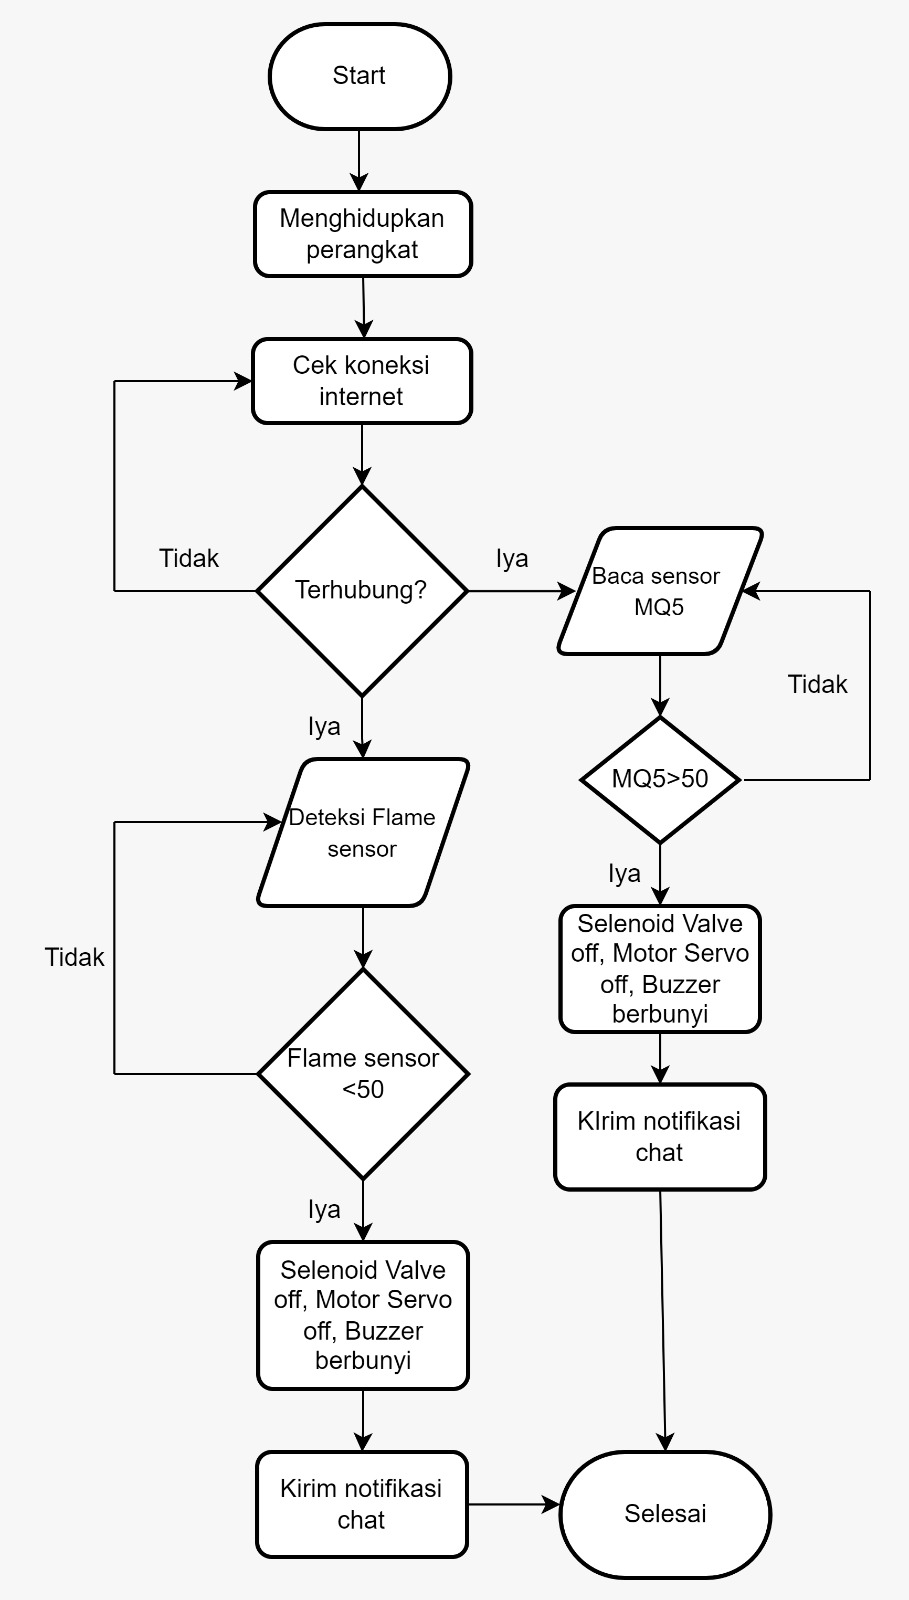 Start
Menghidupkan
perangkat
Cek koneksi
internet
Tidak
Terhubung?
Iya
Baca sensor
MQ5
Tidak
Iya
MQ5>50
Deteksi Flame
sensor
Iya
Tidak
Selenoid Valve
off, Motor Servo
off, Buzzer
berbunyi
Flame sensor
<50
KIrim notifikasi
chat
Iya
Selenoid Valve
off, Motor Servo
off, Buzzer
berbunyi
Kirim notifikasi
chat
Selesai